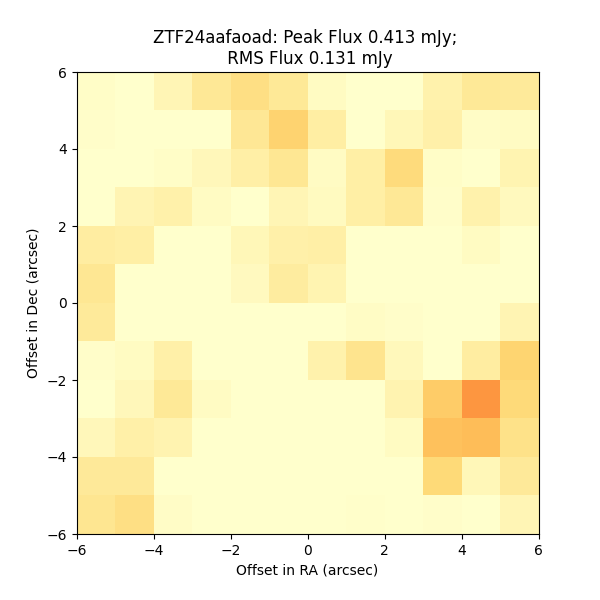 ZTF24aafaoad: Peak Flux 0.413 mJy;
RMS Flux 0.131 mJy
6
4
2
0
−2
−4
−6
Offset in Dec (arcsec)
−6 −4 −2 0 2 4 6
Offset in RA (arcsec)